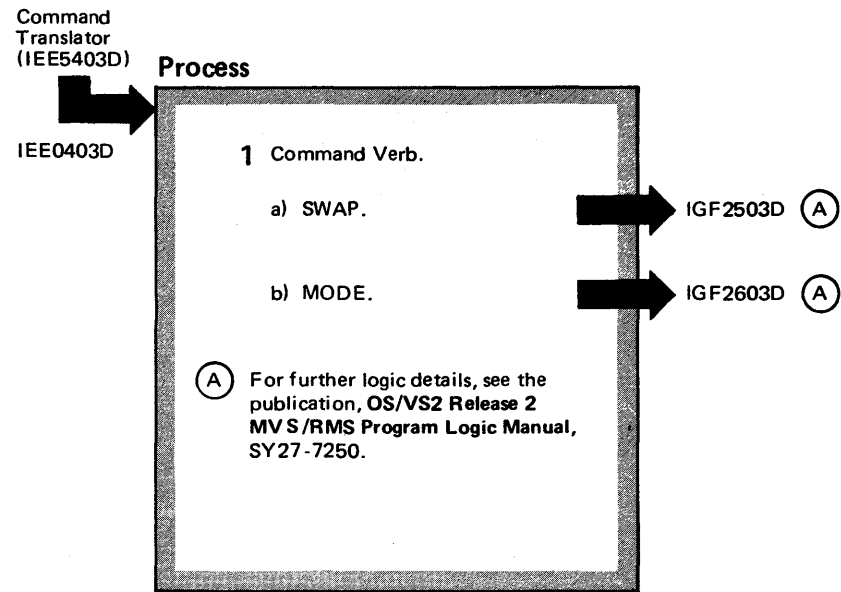 Command
Translator
(IEE5403D)
Process
IEE0403D
1 Command Verb.
a) SWAP.
IGF2503D A
b) MODE.
IGF2603D A
A For further logic details, see the
publication, OS/VS2 Release 2
MVS/RMS Program Logic Manual,
SY27-7250.